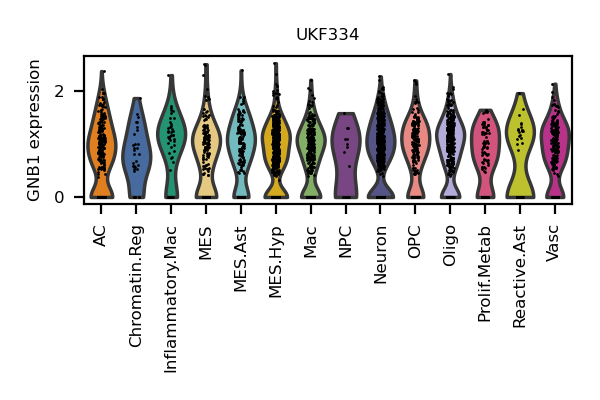 UKF334
GNB1 expression
2
0
AC
Chromatin.Reg
Inflammatory.Mac
MES
MES.Ast
MES.Hyp
Mac
NPC
Neuron
OPC
Oligo
Prolif.Metab
Reactive.Ast
Vasc